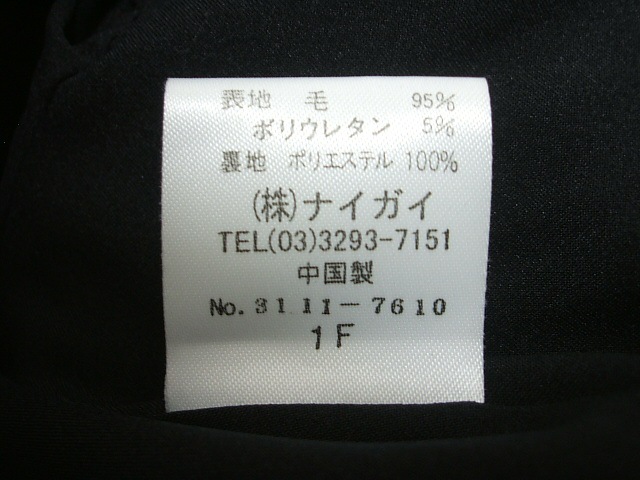 表地 毛 95%
ポリウレタン 5%
裏地 ポリエステル 100%
(株)ナイガイ
TEL(03)3293-7151
中国製
No. 3111-7610
1F